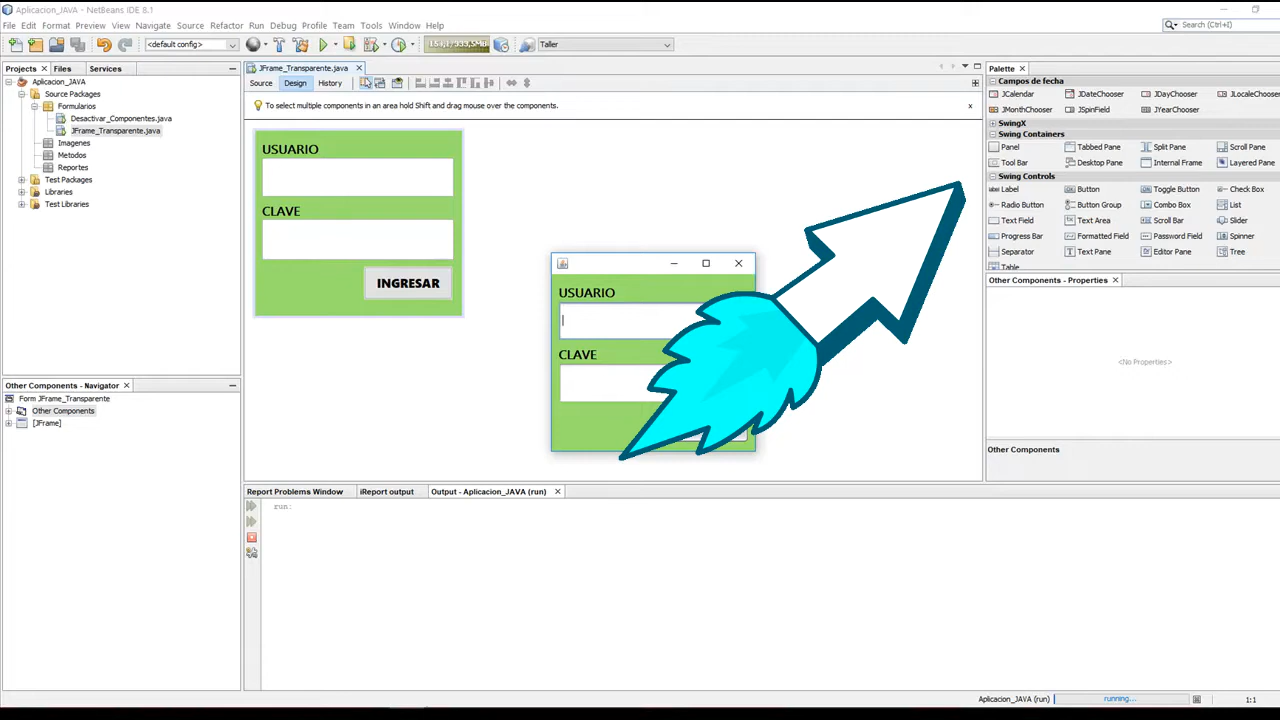 Aplicacion_JAVA - NetBeans IDE 8.1
File Edit Format Preview View Navigate Source Refactor Run Debug Profile Team Tools Window Help
Search (Ctrl+I)
<default config>
Taller
Projects Files Services
JFrame_Transparente.java
Palette
Aplicacion_JAVA
Source Packages
Formularios
Desactivar_Componentes.java
JFrame_Transparente.java
Imagenes
Metodos
Reportes
Test Packages
Libraries
Test Libraries
Source Design History
To select multiple components in an area hold Shift and drag mouse over the components.
USUARIO
CLAVE
INGRESAR
USUARIO
CLAVE
Campos de fecha
JCalendar JDateChooser JDayChooser JLocaleChooser
JMonthChooser JSpinField JYearChooser
SwingX
Swing Containers
Panel Tabbed Pane Split Pane Scroll Pane
Tool Bar Desktop Pane Internal Frame Layered Pane
Swing Controls
Label Button Toggle Button Check Box
Radio Button Button Group Combo Box List
Text Field Text Area Scroll Bar Slider
Progress Bar Formatted Field Password Field Spinner
Separator Text Pane Editor Pane Tree
Table
Other Components - Properties
<No Properties>
Other Components
Other Components - Navigator
Form JFrame_Transparente
Other Components
[JFrame]
Report Problems Window iReport output Output - Aplicacion_JAVA (run)
run:
Aplicacion_JAVA (run) running... 1:1